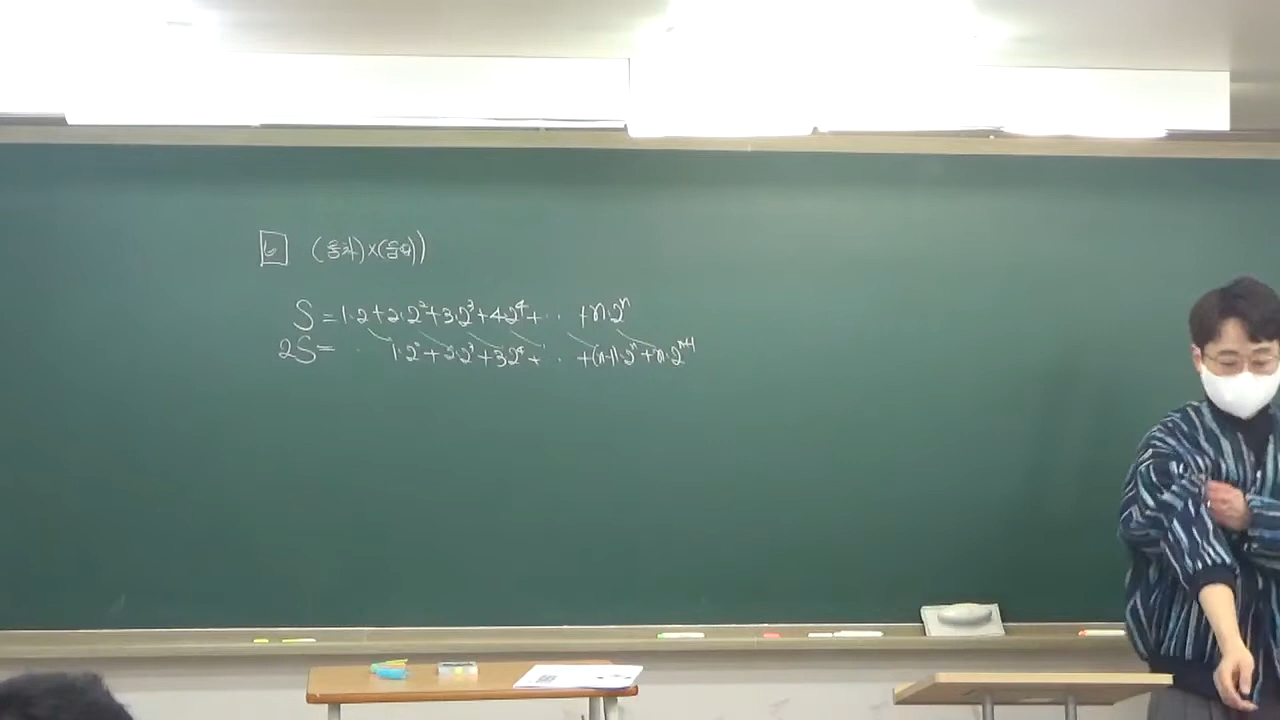 6 (등차)×(등비)
S=1·2+2·2²+3·2³+4·2⁴+ · · +n·2ⁿ
2S= · 1·2²+2·2³+3·2⁴+ · · +(n-1)·2ⁿ+n·2ⁿ⁺¹